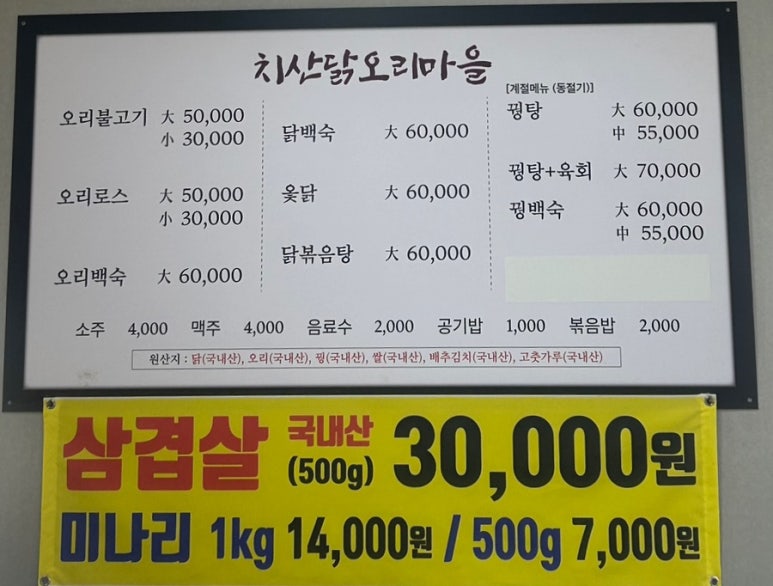 치산닭오리마을
오리불고기 大 50,000
小 30,000
오리로스 大 50,000
小 30,000
오리백숙 大 60,000
닭백숙 大 60,000
옻닭 大 60,000
닭볶음탕 大 60,000
[계절메뉴 (동절기)]
꿩탕 大 60,000
中 55,000
꿩탕+육회 大 70,000
꿩백숙 大 60,000
中 55,000
소주 4,000 맥주 4,000 음료수 2,000 공기밥 1,000 볶음밥 2,000
원산지 : 닭(국내산), 오리(국내산), 꿩(국내산), 쌀(국내산), 배추김치(국내산), 고춧가루(국내산)
삼겹살 국내산 (500g) 30,000원
미나리 1kg 14,000원 / 500g 7,000원